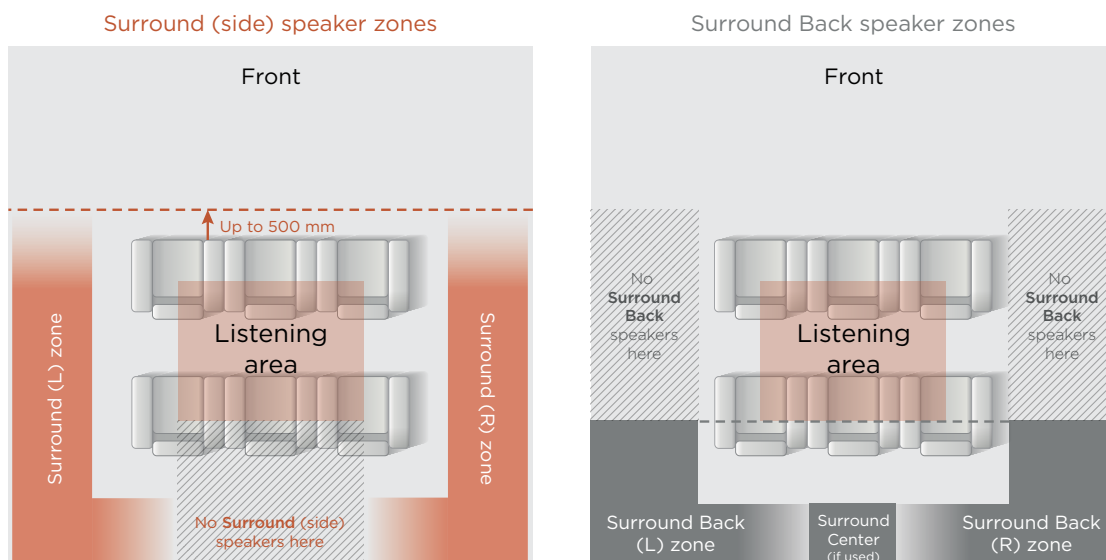 Surround (side) speaker zones
Front
Up to 500 mm
Surround (L) zone
Listening
area
Surround (R) zone
No Surround (side)
speakers here
Surround Back speaker zones
Front
No
Surround
Back
speakers
here
Listening
area
No
Surround
Back
speakers
here
Surround Back
(L) zone
Surround
Center
(if used)
Surround Back
(R) zone